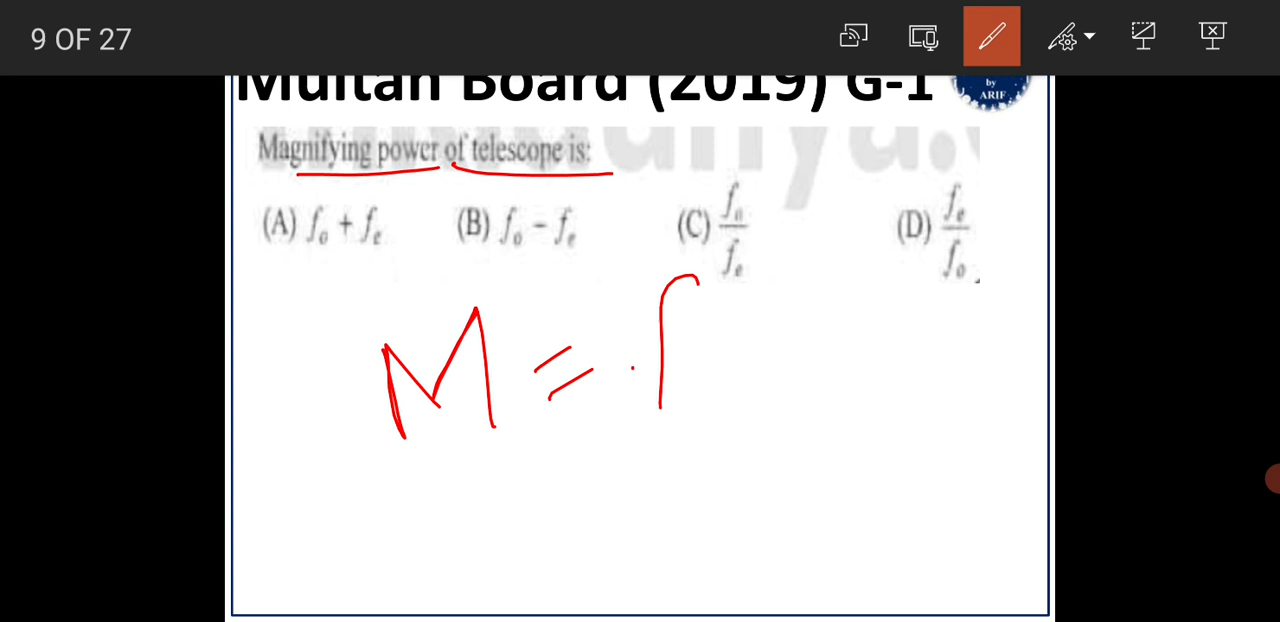 9 OF 27
Multan Board (2019) G-1
by
ARIF
Magnifying power of telescope is:
(A) fo + fe (B) fo - fe (C) fo/fe (D) fe/fo
M = . f